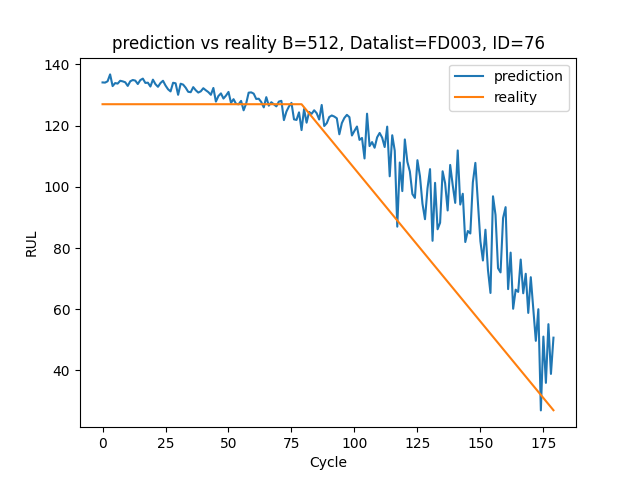 prediction vs reality B=512, Datalist=FD003, ID=76
prediction
reality
140
120
100
80
60
40
RUL
0 25 50 75 100 125 150 175
Cycle